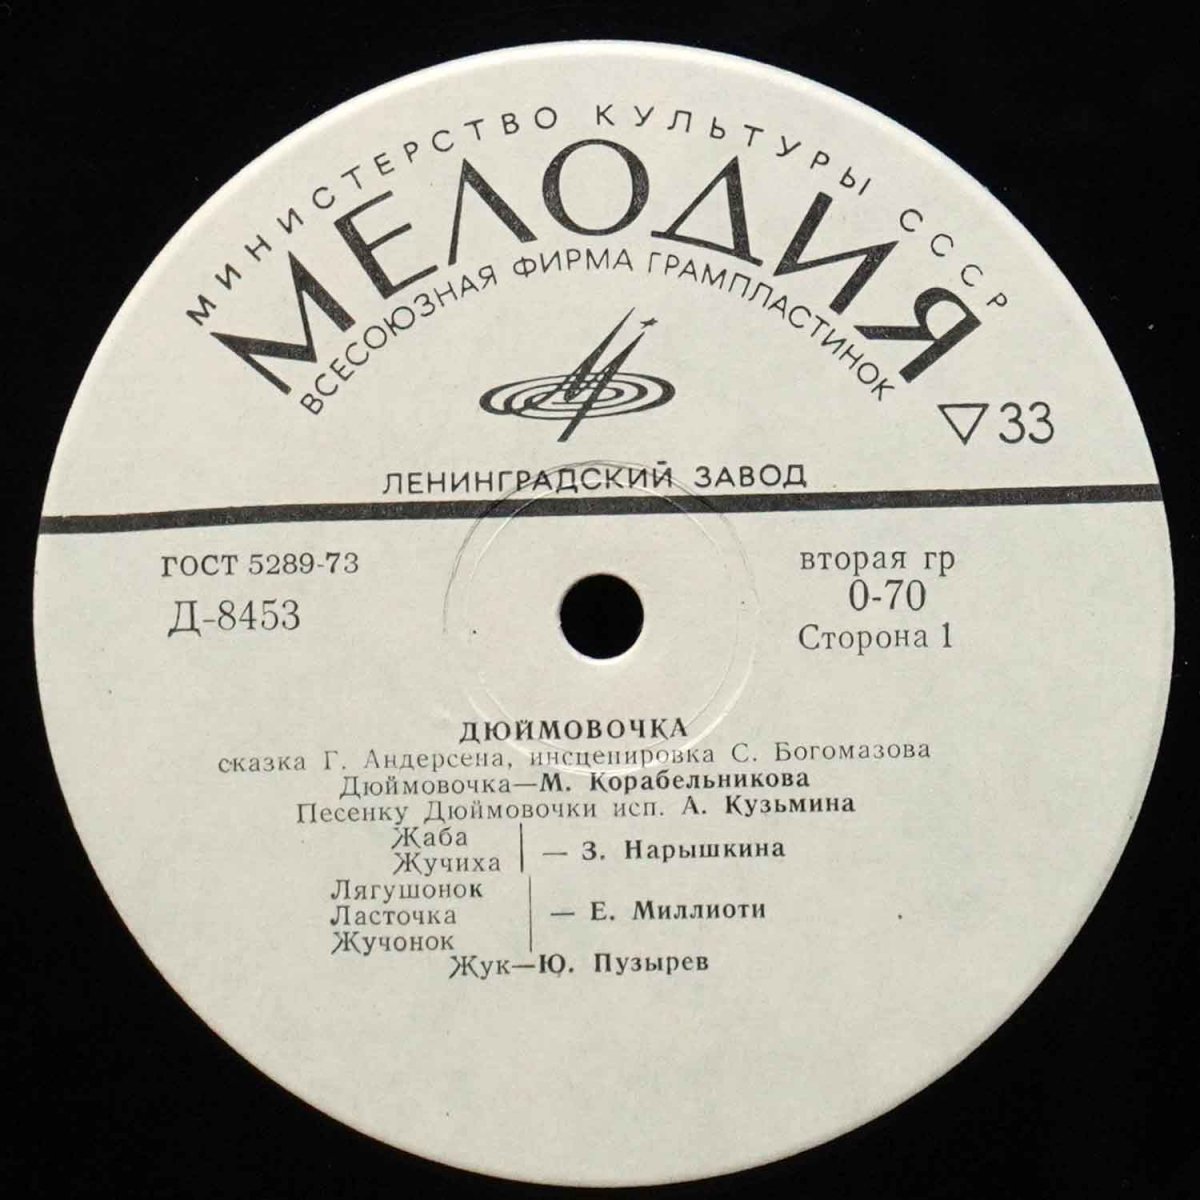 МИНИСТЕРСТВО КУЛЬТУРЫ СССР
МЕЛОДИЯ
ВСЕСОЮЗНАЯ ФИРМА ГРАМПЛАСТИНОК
▽33
ЛЕНИНГРАДСКИЙ ЗАВОД
ГОСТ 5289-73
Д-8453
вторая гр
0-70
Сторона 1
ДЮЙМОВОЧКА
сказка Г. Андерсена, инсценировка С. Богомазова
Дюймовочка—М. Корабельникова
Песенку Дюймовочки исп. А. Кузьмина
Жаба
Жучиха
— З. Нарышкина
Лягушонок
Ласточка
Жучонок
— Е. Миллиоти
Жук—Ю. Пузырев